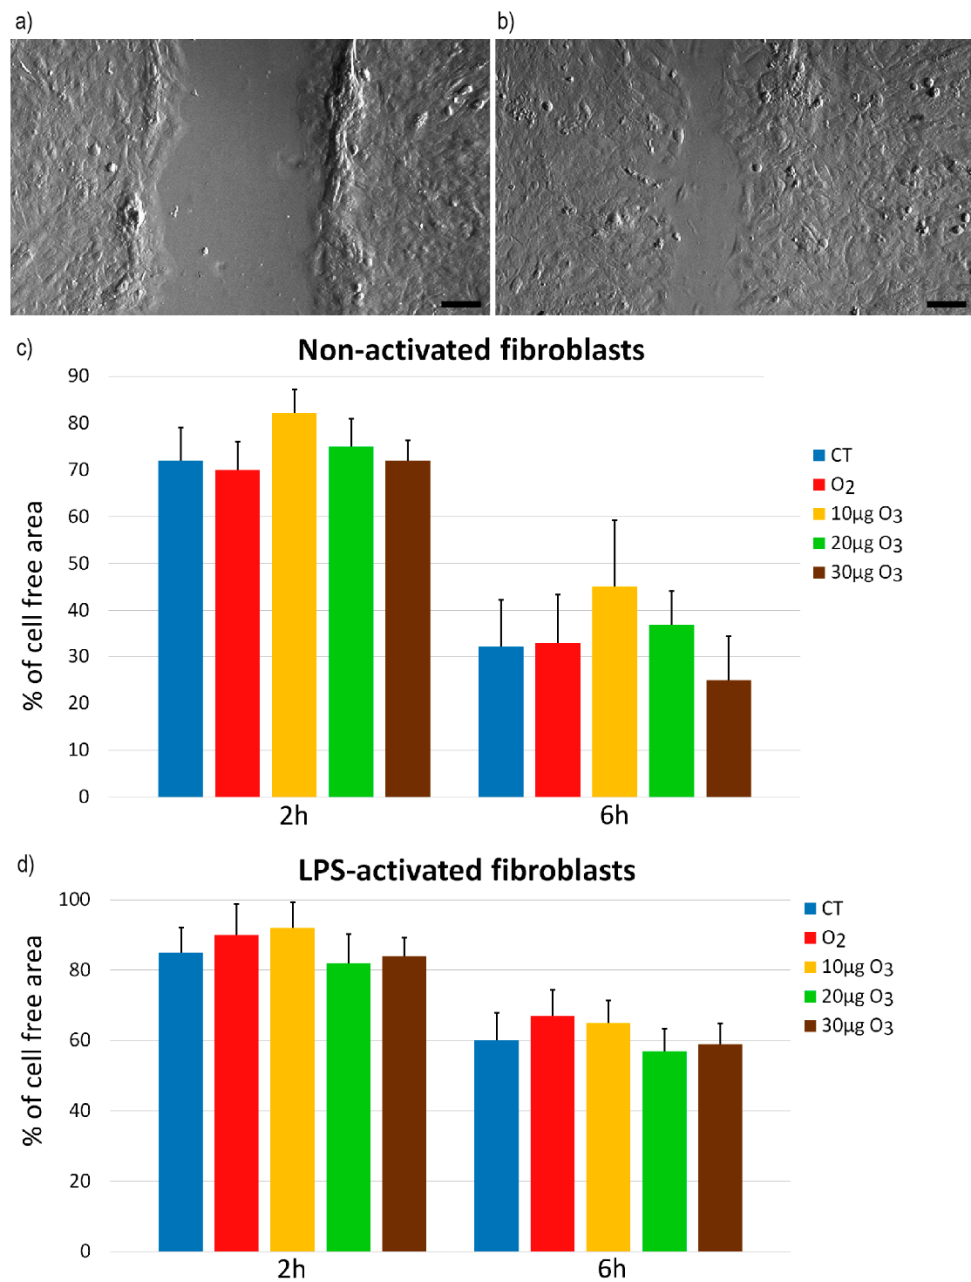 a)
b)
c)
Non-activated fibroblasts
% of cell free area
90
80
70
60
50
40
30
20
10
0
2h
6h
CT
O2
10µg O3
20µg O3
30µg O3
d)
LPS-activated fibroblasts
% of cell free area
100
80
60
40
20
0
2h
6h
CT
O2
10µg O3
20µg O3
30µg O3